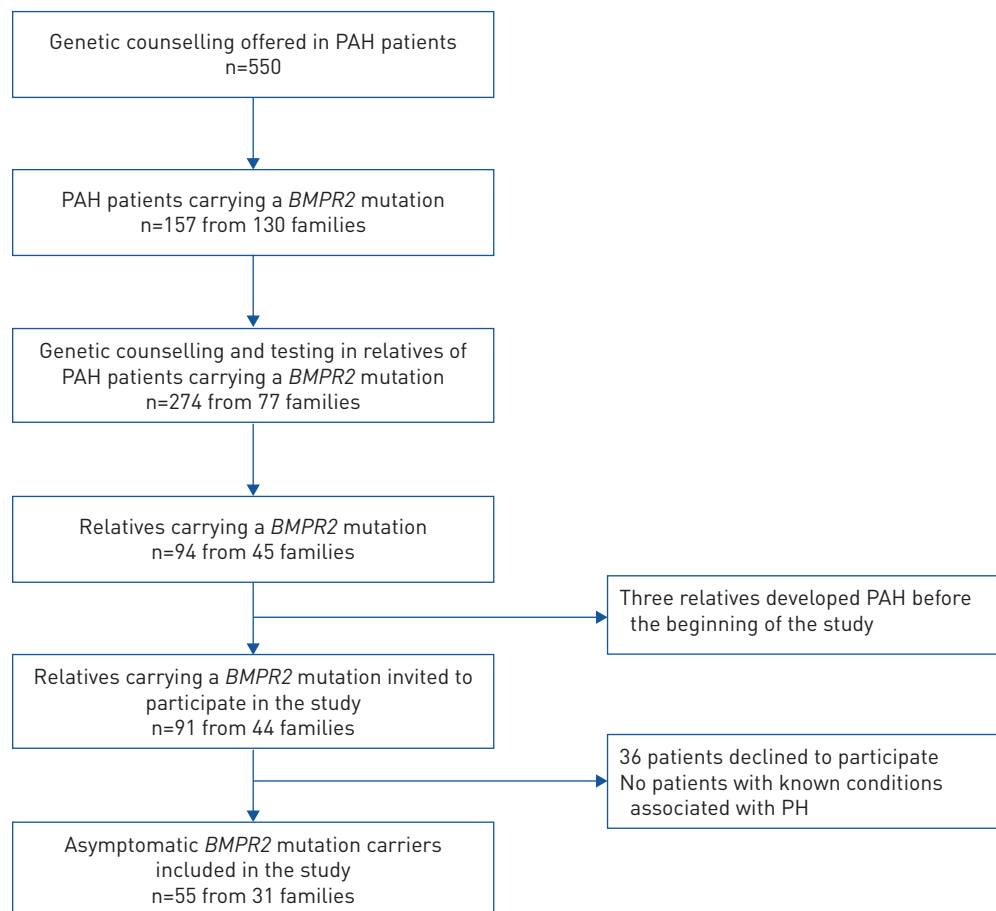 Genetic counselling offered in PAH patients
n=550
PAH patients carrying a BMPR2 mutation
n=157 from 130 families
Genetic counselling and testing in relatives of
PAH patients carrying a BMPR2 mutation
n=274 from 77 families
Relatives carrying a BMPR2 mutation
n=94 from 45 families
Three relatives developed PAH before
the beginning of the study
Relatives carrying a BMPR2 mutation invited to
participate in the study
n=91 from 44 families
36 patients declined to participate
No patients with known conditions
associated with PH
Asymptomatic BMPR2 mutation carriers
included in the study
n=55 from 31 families